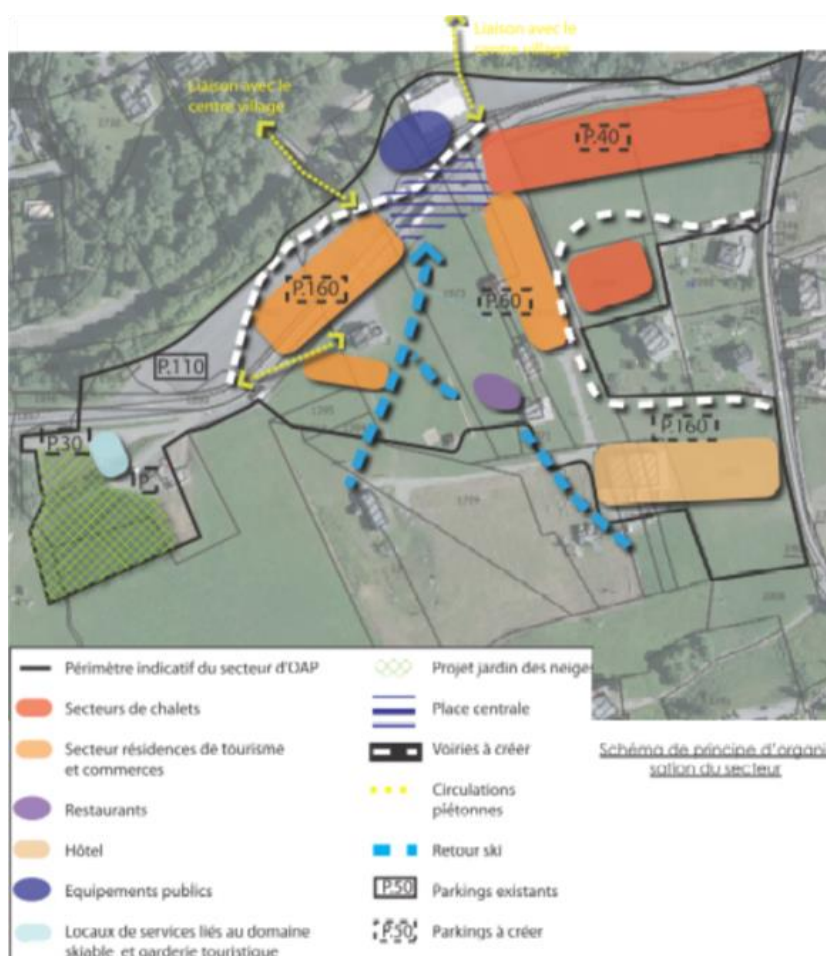 Liaison avec le
centre village
Liaison avec le
centre village
P.40
P.160
P.60
P.110
P.30
P.160
P.
Périmètre indicatif du secteur d'OAP
Secteurs de chalets
Secteur résidences de tourisme
et commerces
Restaurants
Hôtel
Equipements publics
Locaux de services liés au domaine
skiable et garderie touristique
Projet jardin des neiges
Place centrale
Voiries à créer
Circulations
piétonnes
Retour ski
P.50 Parkings existants
P.50 Parkings à créer
Schéma de principe d'organi
sation du secteur